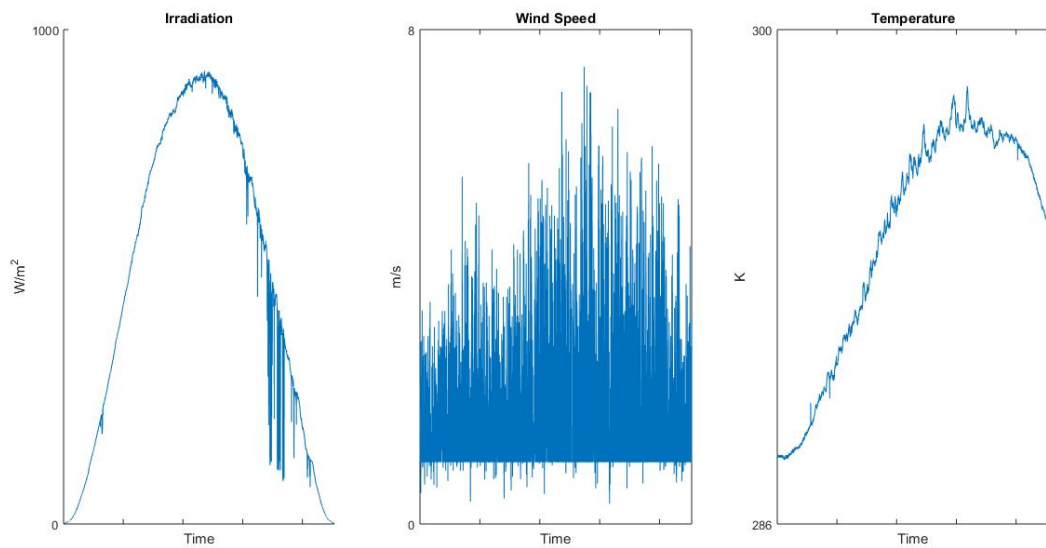 Irradiation
1000
W/m²
0
Time
Wind Speed
8
m/s
0
Time
Temperature
300
K
286
Time